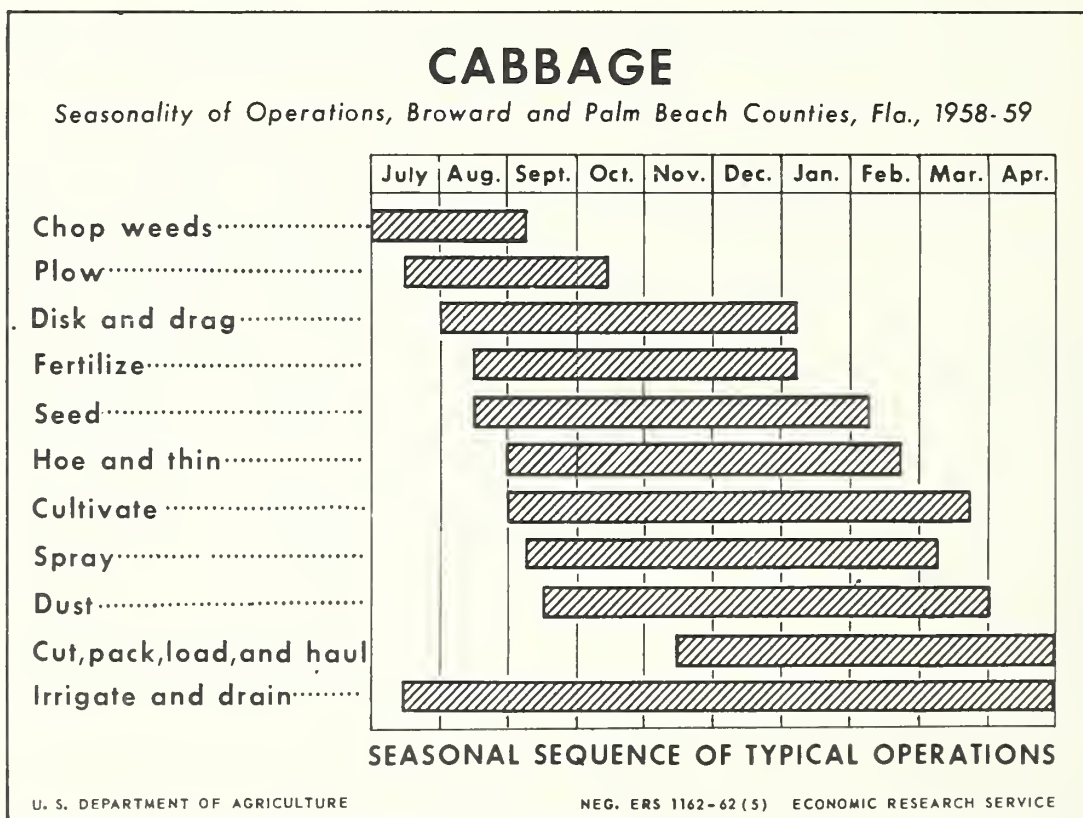 CABBAGE
Seasonality of Operations, Broward and Palm Beach Counties, Fla., 1958-59
July Aug. Sept. Oct. Nov. Dec. Jan. Feb. Mar. Apr.
Chop weeds
Plow
Disk and drag
Fertilize
Seed
Hoe and thin
Cultivate
Spray
Dust
Cut, pack, load, and haul
Irrigate and drain
SEASONAL SEQUENCE OF TYPICAL OPERATIONS
U. S. DEPARTMENT OF AGRICULTURE NEG. ERS 1162-62 (5) ECONOMIC RESEARCH SERVICE